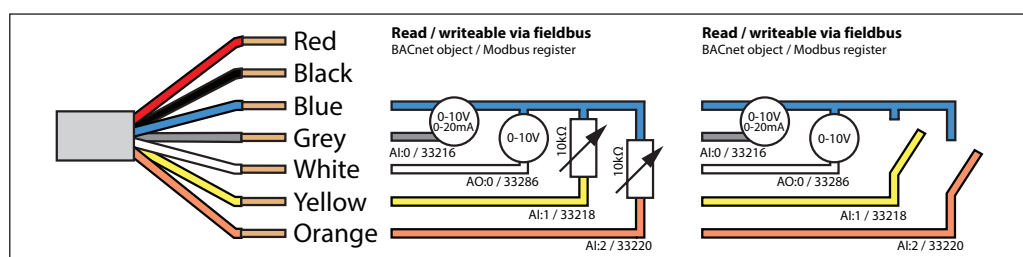 Red
Black
Blue
Grey
White
Yellow
Orange
Read / writeable via fieldbus
BACnet object / Modbus register
0-10V
0-20mA
0-10V
10kΩ
10kΩ
AI:0 / 33216
AO:0 / 33286
AI:1 / 33218
AI:2 / 33220
Read / writeable via fieldbus
BACnet object / Modbus register
0-10V
0-20mA
0-10V
AI:0 / 33216
AO:0 / 33286
AI:1 / 33218
AI:2 / 33220